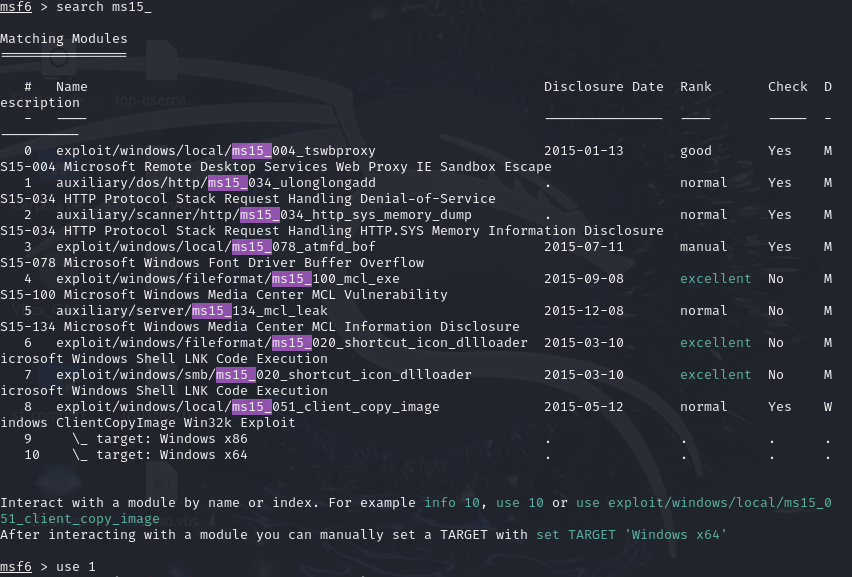 msf6 > search ms15_
Matching Modules
================
#   Name                                                         Disclosure Date  Rank       Check  D
escription
-   ----                                                         ---------------  ----       -----  -
----------
0   exploit/windows/local/ms15_004_tswbproxy                     2015-01-13       good       Yes    M
S15-004 Microsoft Remote Desktop Services Web Proxy IE Sandbox Escape
1   auxiliary/dos/http/ms15_034_ulonglongadd                     .                normal     Yes    M
S15-034 HTTP Protocol Stack Request Handling Denial-of-Service
2   auxiliary/scanner/http/ms15_034_http_sys_memory_dump         .                normal     Yes    M
S15-034 HTTP Protocol Stack Request Handling HTTP.SYS Memory Information Disclosure
3   exploit/windows/local/ms15_078_atmfd_bof                     2015-07-11       manual     Yes    M
S15-078 Microsoft Windows Font Driver Buffer Overflow
4   exploit/windows/fileformat/ms15_100_mcl_exe                  2015-09-08       excellent  No     M
S15-100 Microsoft Windows Media Center MCL Vulnerability
5   auxiliary/server/ms15_134_mcl_leak                           2015-12-08       normal     No     M
S15-134 Microsoft Windows Media Center MCL Information Disclosure
6   exploit/windows/fileformat/ms15_020_shortcut_icon_dllloader  2015-03-10       excellent  No     M
icrosoft Windows Shell LNK Code Execution
7   exploit/windows/smb/ms15_020_shortcut_icon_dllloader         2015-03-10       excellent  No     M
icrosoft Windows Shell LNK Code Execution
8   exploit/windows/local/ms15_051_client_copy_image             2015-05-12       normal     Yes    W
indows ClientCopyImage Win32k Exploit
9     \_ target: Windows x86                                     .                .          .      .
10    \_ target: Windows x64                                     .                .          .      .
Interact with a module by name or index. For example info 10, use 10 or use exploit/windows/local/ms15_0
51_client_copy_image
After interacting with a module you can manually set a TARGET with set TARGET 'Windows x64'
msf6 > use 1